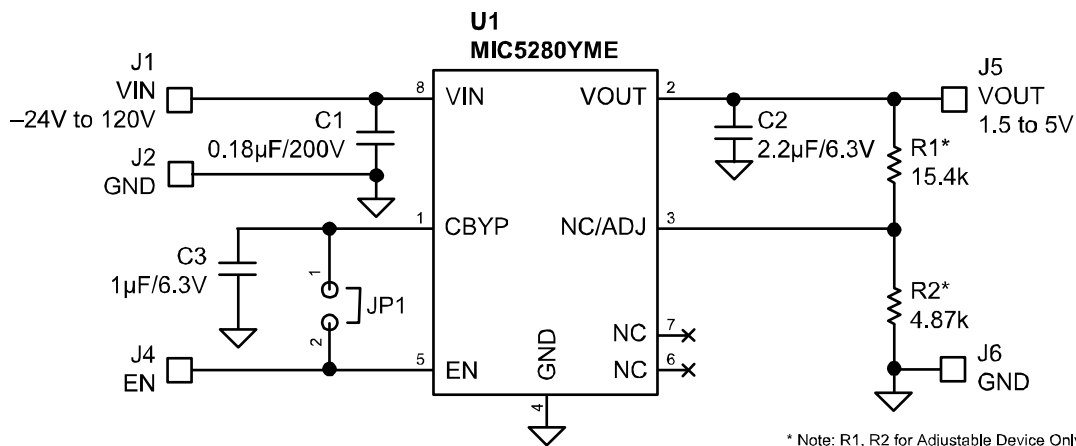 U1
MIC5280YME
J1
VIN
–24V to 120V
J2
GND
C1
0.18µF/200V
8
VIN
VOUT
2
J5
VOUT
1.5 to 5V
C2
2.2µF/6.3V
R1*
15.4k
1
CBYP
NC/ADJ
3
C3
1µF/6.3V
1
JP1
2
R2*
4.87k
J4
EN
5
EN
GND
4
NC
7
NC
6
J6
GND
* Note: R1, R2 for Adjustable Device Only